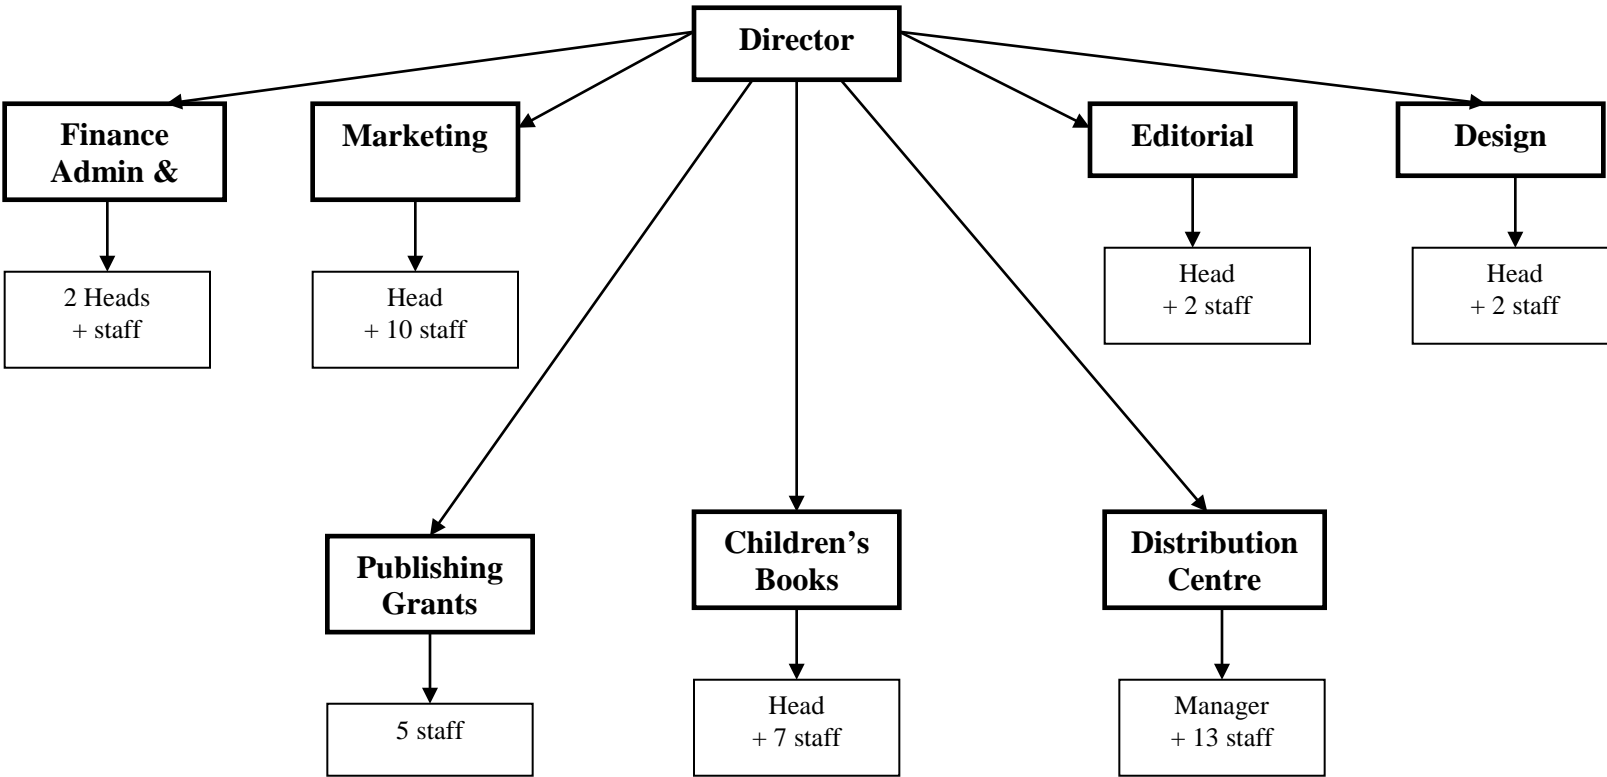 Director
Finance
Admin &
Marketing
Editorial
Design
2 Heads
+ staff
Head
+ 10 staff
Head
+ 2 staff
Head
+ 2 staff
Publishing
Grants
Children’s
Books
Distribution
Centre
5 staff
Head
+ 7 staff
Manager
+ 13 staff